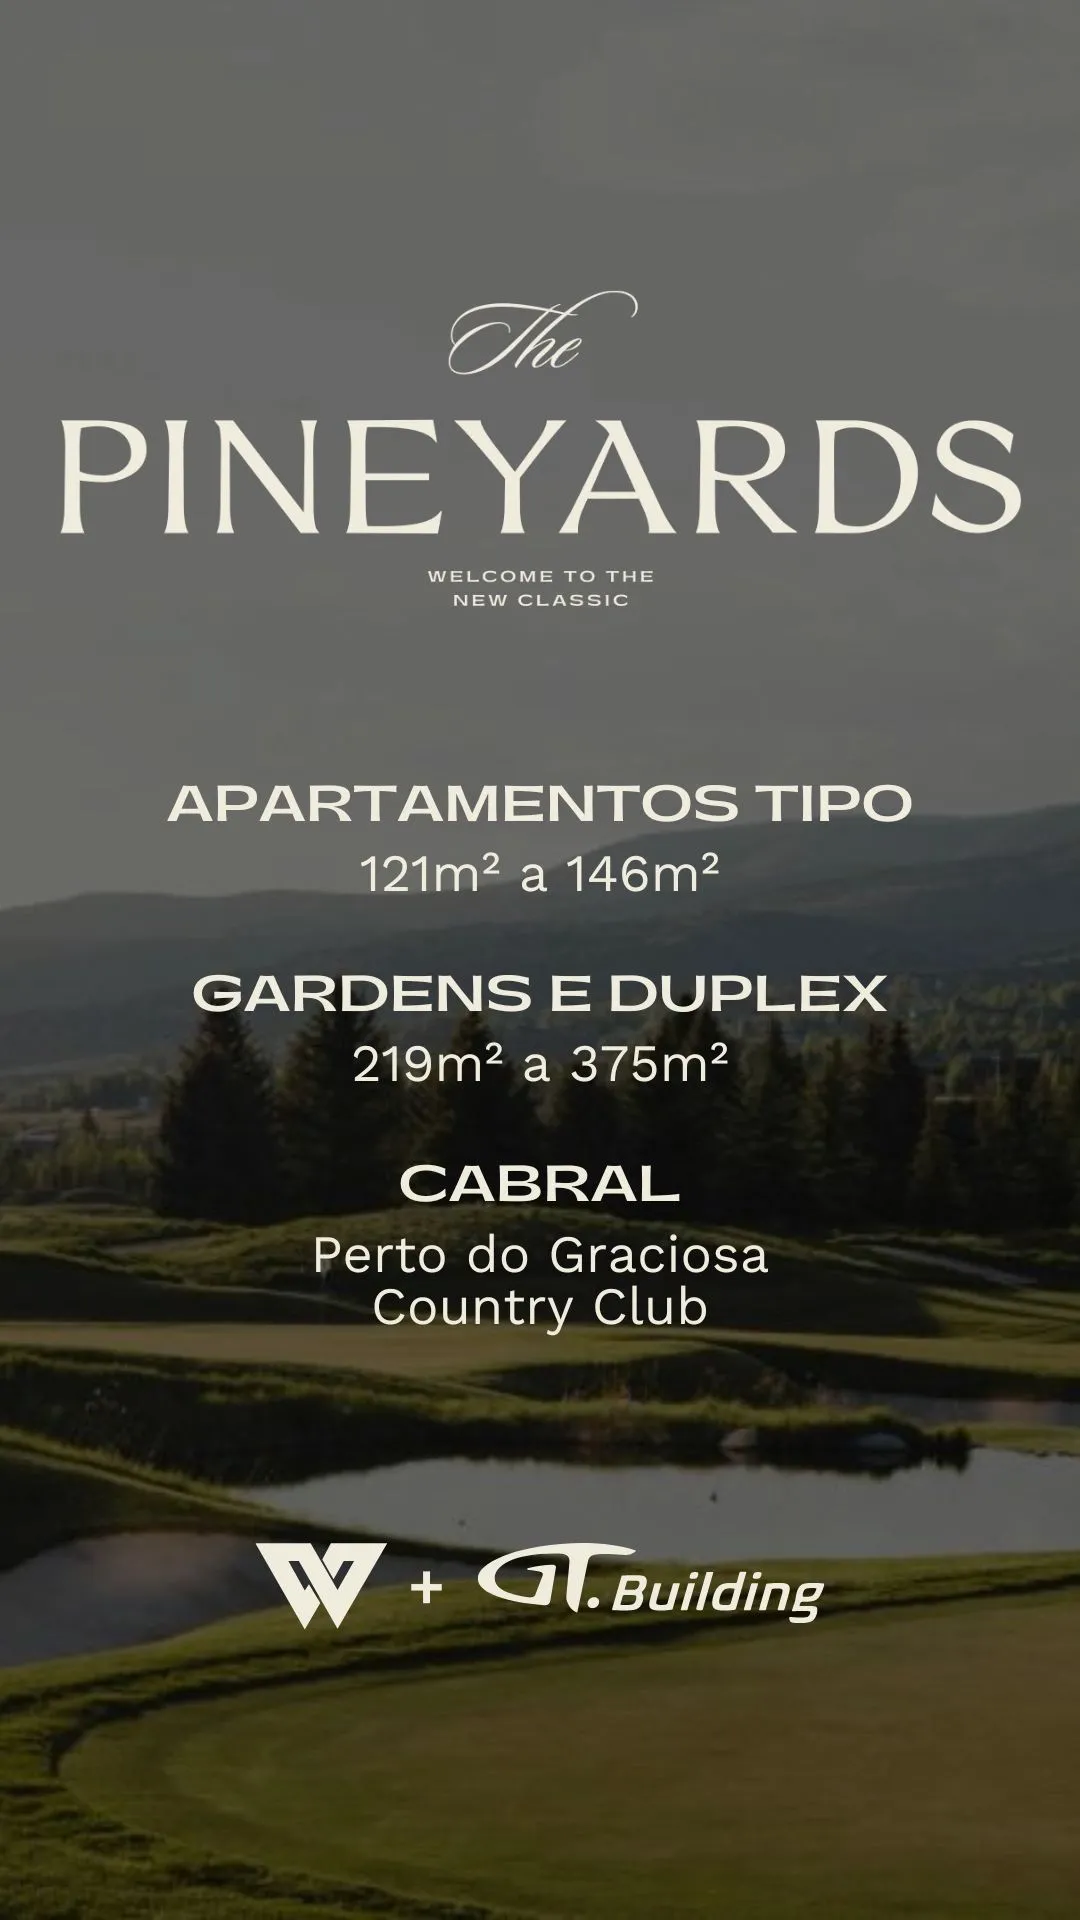 The
PINEYARDS
WELCOME TO THE
NEW CLASSIC
APARTAMENTOS TIPO
121m² a 146m²
GARDENS E DUPLEX
219m² a 375m²
CABRAL
Perto do Graciosa
Country Club
W + GT.Building